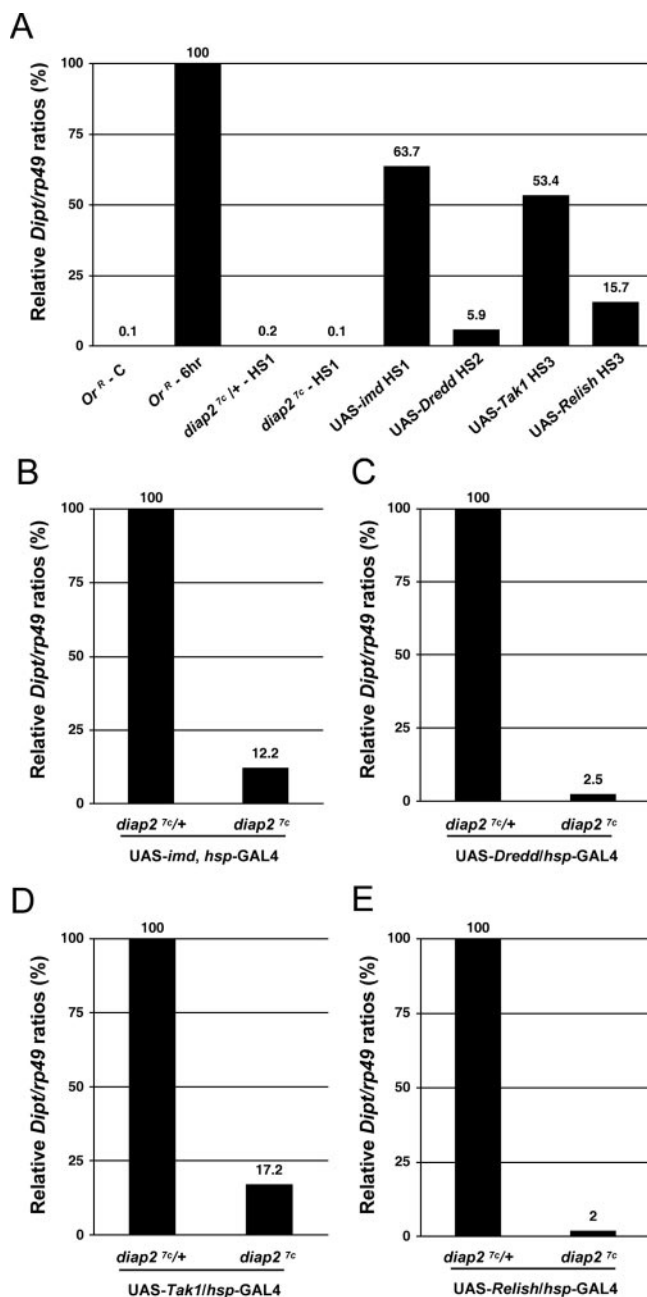 A
Relative Dipt/rp49 ratios (%)
100
75
50
25
0
0.1
100
0.2
0.1
63.7
5.9
53.4
15.7
Or R - C
Or R - 6hr
diap2 7c /+ - HS1
diap2 7c - HS1
UAS-imd HS1
UAS-Dredd HS2
UAS-Tak1 HS3
UAS-Relish HS3
B
Relative Dipt/rp49 ratios (%)
100
75
50
25
0
100
12.2
diap2 7c/+ diap2 7c
UAS-imd, hsp-GAL4
C
Relative Dipt/rp49 ratios (%)
100
75
50
25
0
100
2.5
diap2 7c/+ diap2 7c
UAS-Dredd/hsp-GAL4
D
Relative Dipt/rp49 ratios (%)
100
75
50
25
0
100
17.2
diap2 7c/+ diap2 7c
UAS-Tak1/hsp-GAL4
E
Relative Dipt/rp49 ratios (%)
100
75
50
25
0
100
2
diap2 7c/+ diap2 7c
UAS-Relish/hsp-GAL4